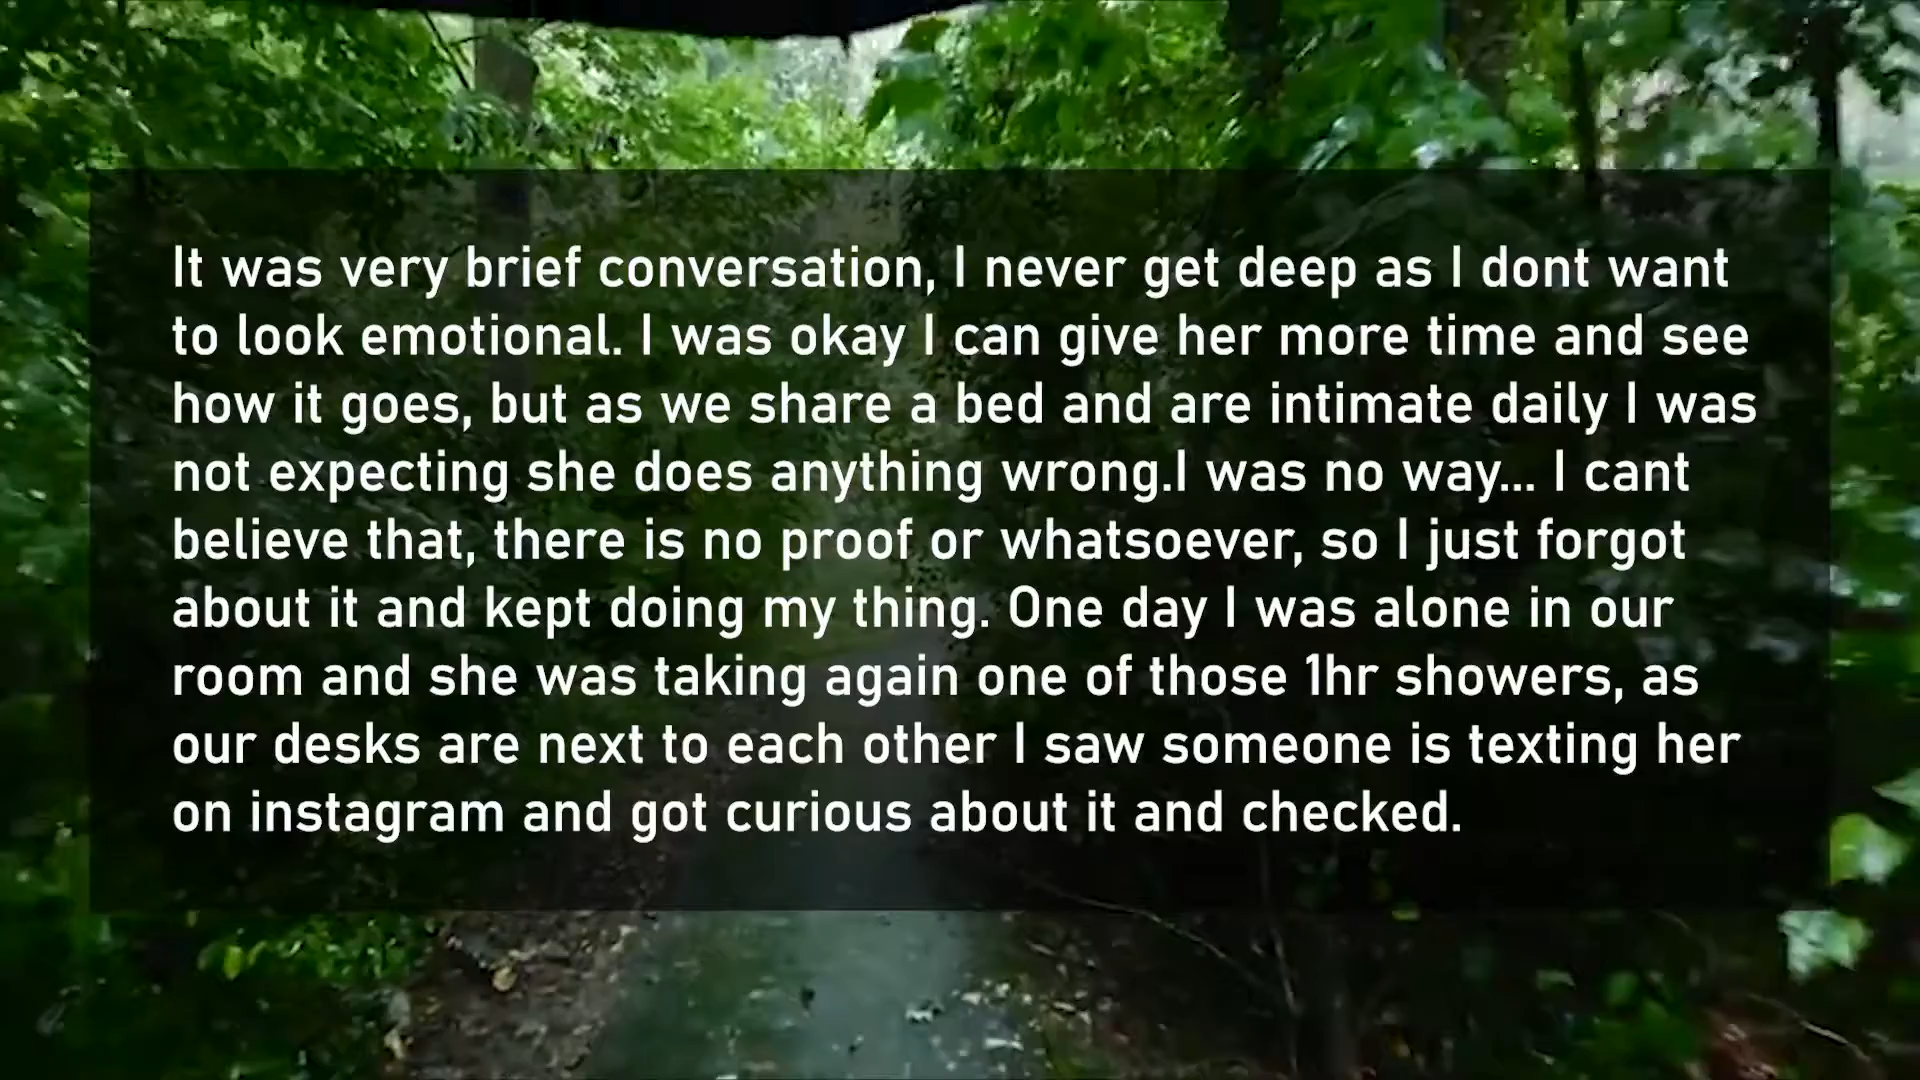 It was very brief conversation, I never get deep as I dont want
to look emotional. I was okay I can give her more time and see
how it goes, but as we share a bed and are intimate daily I was
not expecting she does anything wrong.I was no way... I cant
believe that, there is no proof or whatsoever, so I just forgot
about it and kept doing my thing. One day I was alone in our
room and she was taking again one of those 1hr showers, as
our desks are next to each other I saw someone is texting her
on instagram and got curious about it and checked.